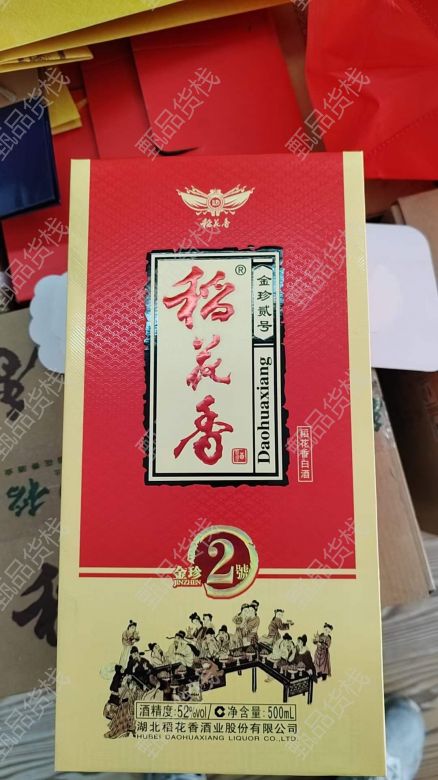 稻花香
稻花香®
【金珍贰号】
Daohuaxiang
稻花香白酒
金珍2號
JINZHEN
酒精度:52%vol/ C净含量:500mL
湖北稻花香酒业股份有限公司
HUBEI DAOHUAXIANG LIQUOR CO.,LTD.
甄品货栈